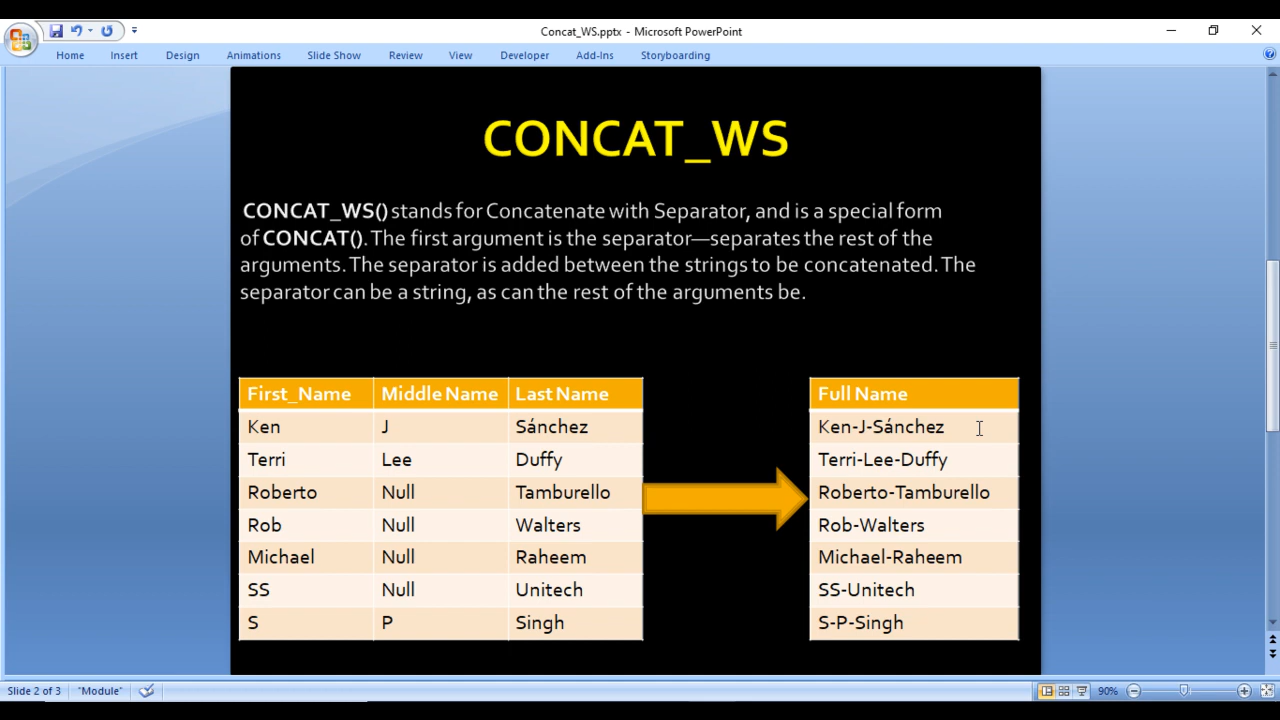 Concat_WS.pptx - Microsoft PowerPoint
Home Insert Design Animations Slide Show Review View Developer Add-Ins Storyboarding
CONCAT_WS
CONCAT_WS() stands for Concatenate with Separator, and is a special form
of CONCAT(). The first argument is the separator—separates the rest of the
arguments. The separator is added between the strings to be concatenated. The
separator can be a string, as can the rest of the arguments be.
First_Name Middle Name Last Name Full Name
Ken J Sánchez Ken-J-Sánchez
Terri Lee Duffy Terri-Lee-Duffy
Roberto Null Tamburello Roberto-Tamburello
Rob Null Walters Rob-Walters
Michael Null Raheem Michael-Raheem
SS Null Unitech SS-Unitech
S P Singh S-P-Singh
Slide 2 of 3 "Module" 90%